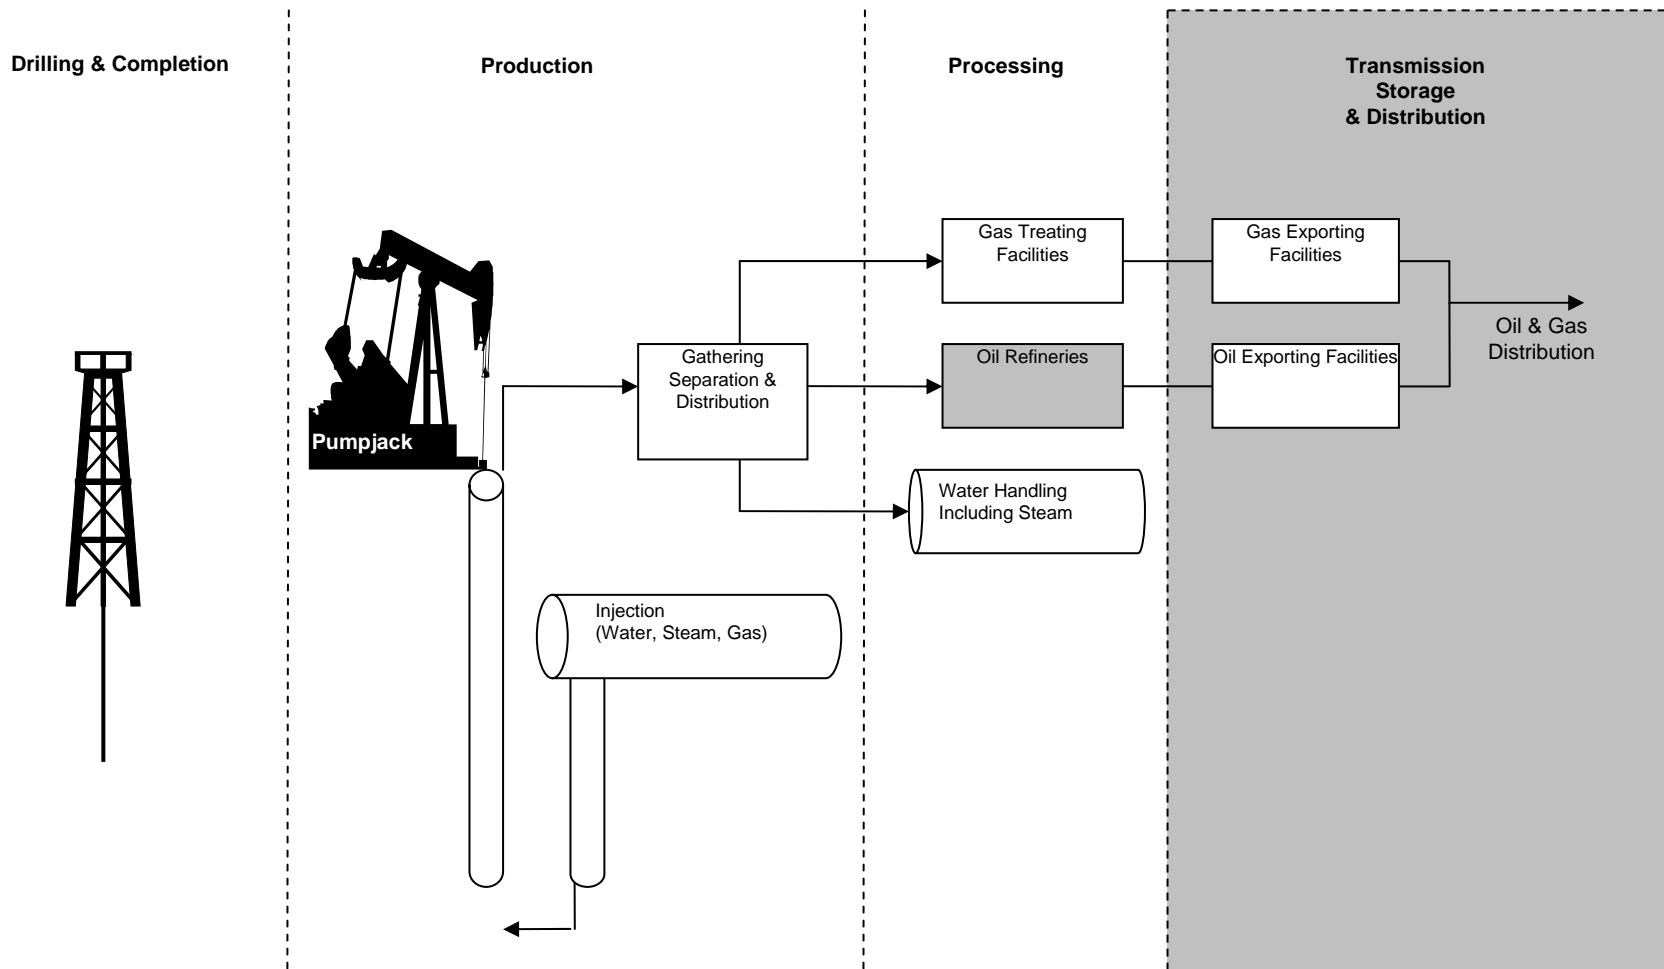 Drilling & Completion
Production
Processing
Transmission
Storage
& Distribution
Gas Treating
Facilities
Gas Exporting
Facilities
Oil & Gas
Distribution
Gathering
Separation &
Distribution
Oil Refineries
Oil Exporting Facilities
Pumpjack
Water Handling
Including Steam
Injection
(Water, Steam, Gas)